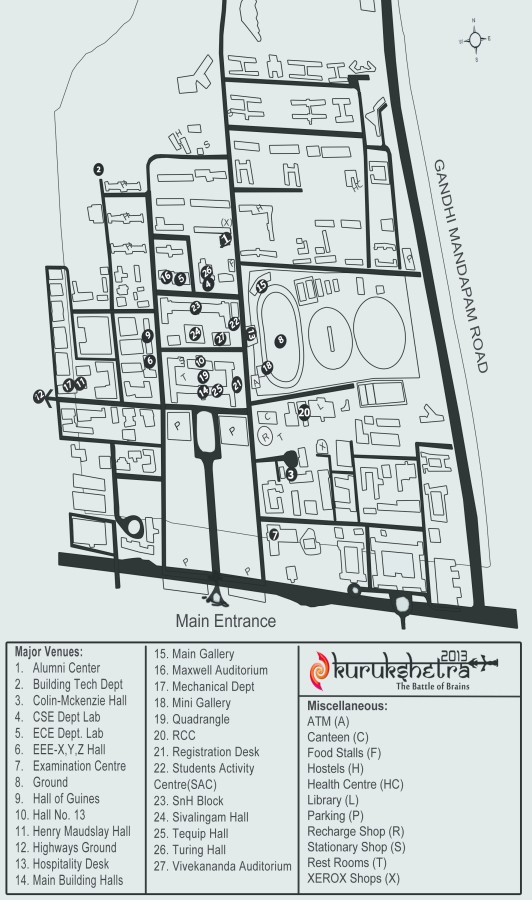 N
W E
S
GANDHI MANDAPAM ROAD
H
S
HC
2
H
(X)
1
P
16 5 26
4
15
23
22
24 27 13
8
9
6
E 10
T 19
18
14 25 21
A
12 17 11
P P
C
20
R T
X
3
7
P P
Main Entrance
Major Venues:
1. Alumni Center
2. Building Tech Dept
3. Colin-Mckenzie Hall
4. CSE Dept Lab
5. ECE Dept. Lab
6. EEE-X,Y,Z Hall
7. Examination Centre
8. Ground
9. Hall of Guines
10. Hall No. 13
11. Henry Maudslay Hall
12. Highways Ground
13. Hospitality Desk
14. Main Building Halls
15. Main Gallery
16. Maxwell Auditorium
17. Mechanical Dept
18. Mini Gallery
19. Quadrangle
20. RCC
21. Registration Desk
22. Students Activity
Centre(SAC)
23. SnH Block
24. Sivalingam Hall
25. Tequip Hall
26. Turing Hall
27. Vivekananda Auditorium
kurukshetra 2013
The Battle of Brains
Miscellaneous:
ATM (A)
Canteen (C)
Food Stalls (F)
Hostels (H)
Health Centre (HC)
Library (L)
Parking (P)
Recharge Shop (R)
Stationary Shop (S)
Rest Rooms (T)
XEROX Shops (X)